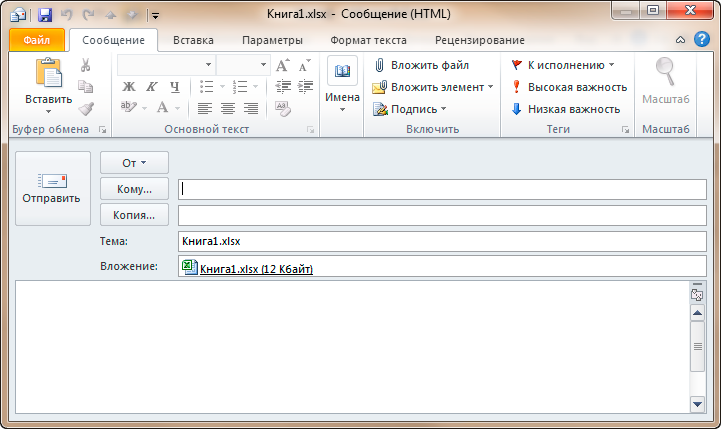 Книга1.xlsx - Сообщение (HTML)
Файл Сообщение Вставка Параметры Формат текста Рецензирование
Вставить
Буфер обмена
Ж К Ч
Основной текст
Имена
Вложить файл
Вложить элемент
Подпись
Включить
К исполнению
Высокая важность
Низкая важность
Теги
Масштаб
Масштаб
Отправить
От
Кому...
Копия...
Тема: Книга1.xlsx
Вложение: Книга1.xlsx (12 Кбайт)